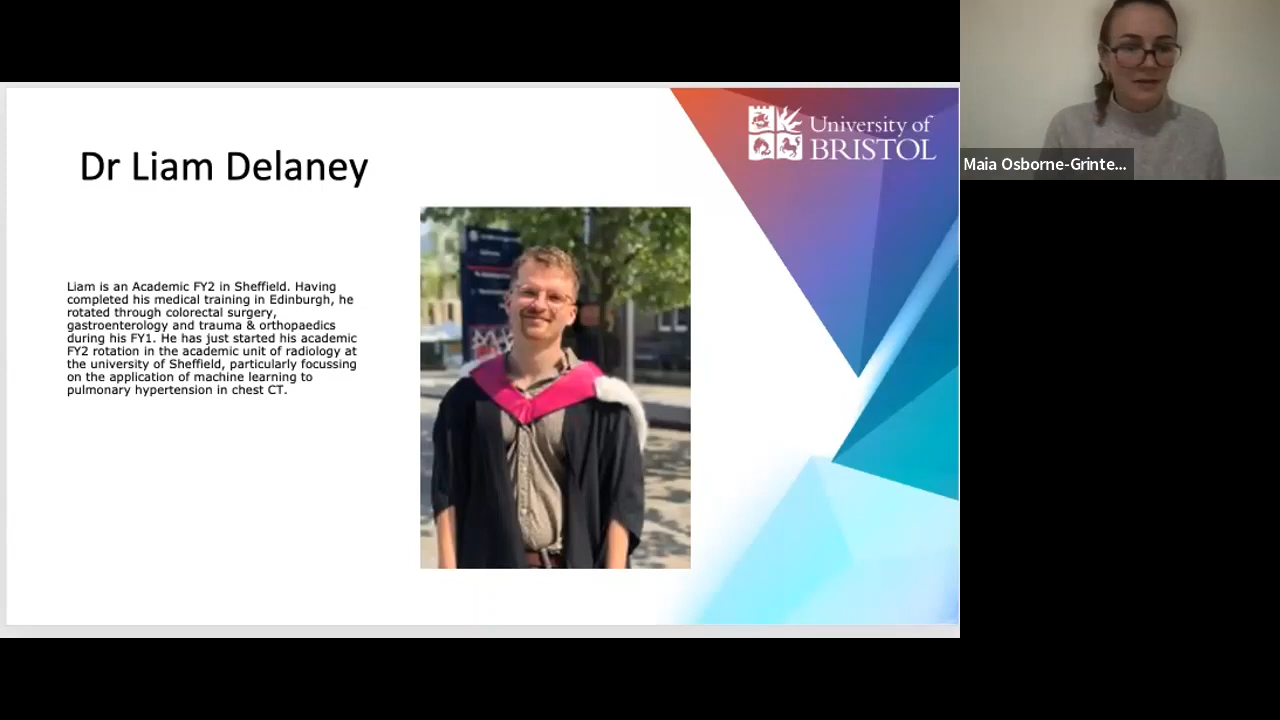 Dr Liam Delaney
Liam is an Academic FY2 in Sheffield. Having
completed his medical training in Edinburgh, he
rotated through colorectal surgery,
gastroenterology and trauma & orthopaedics
during his FY1. He has just started his academic
FY2 rotation in the academic unit of radiology at
the university of Sheffield, particularly focussing
on the application of machine learning to
pulmonary hypertension in chest CT.
University of
BRISTOL
Maia Osborne-Grinte...